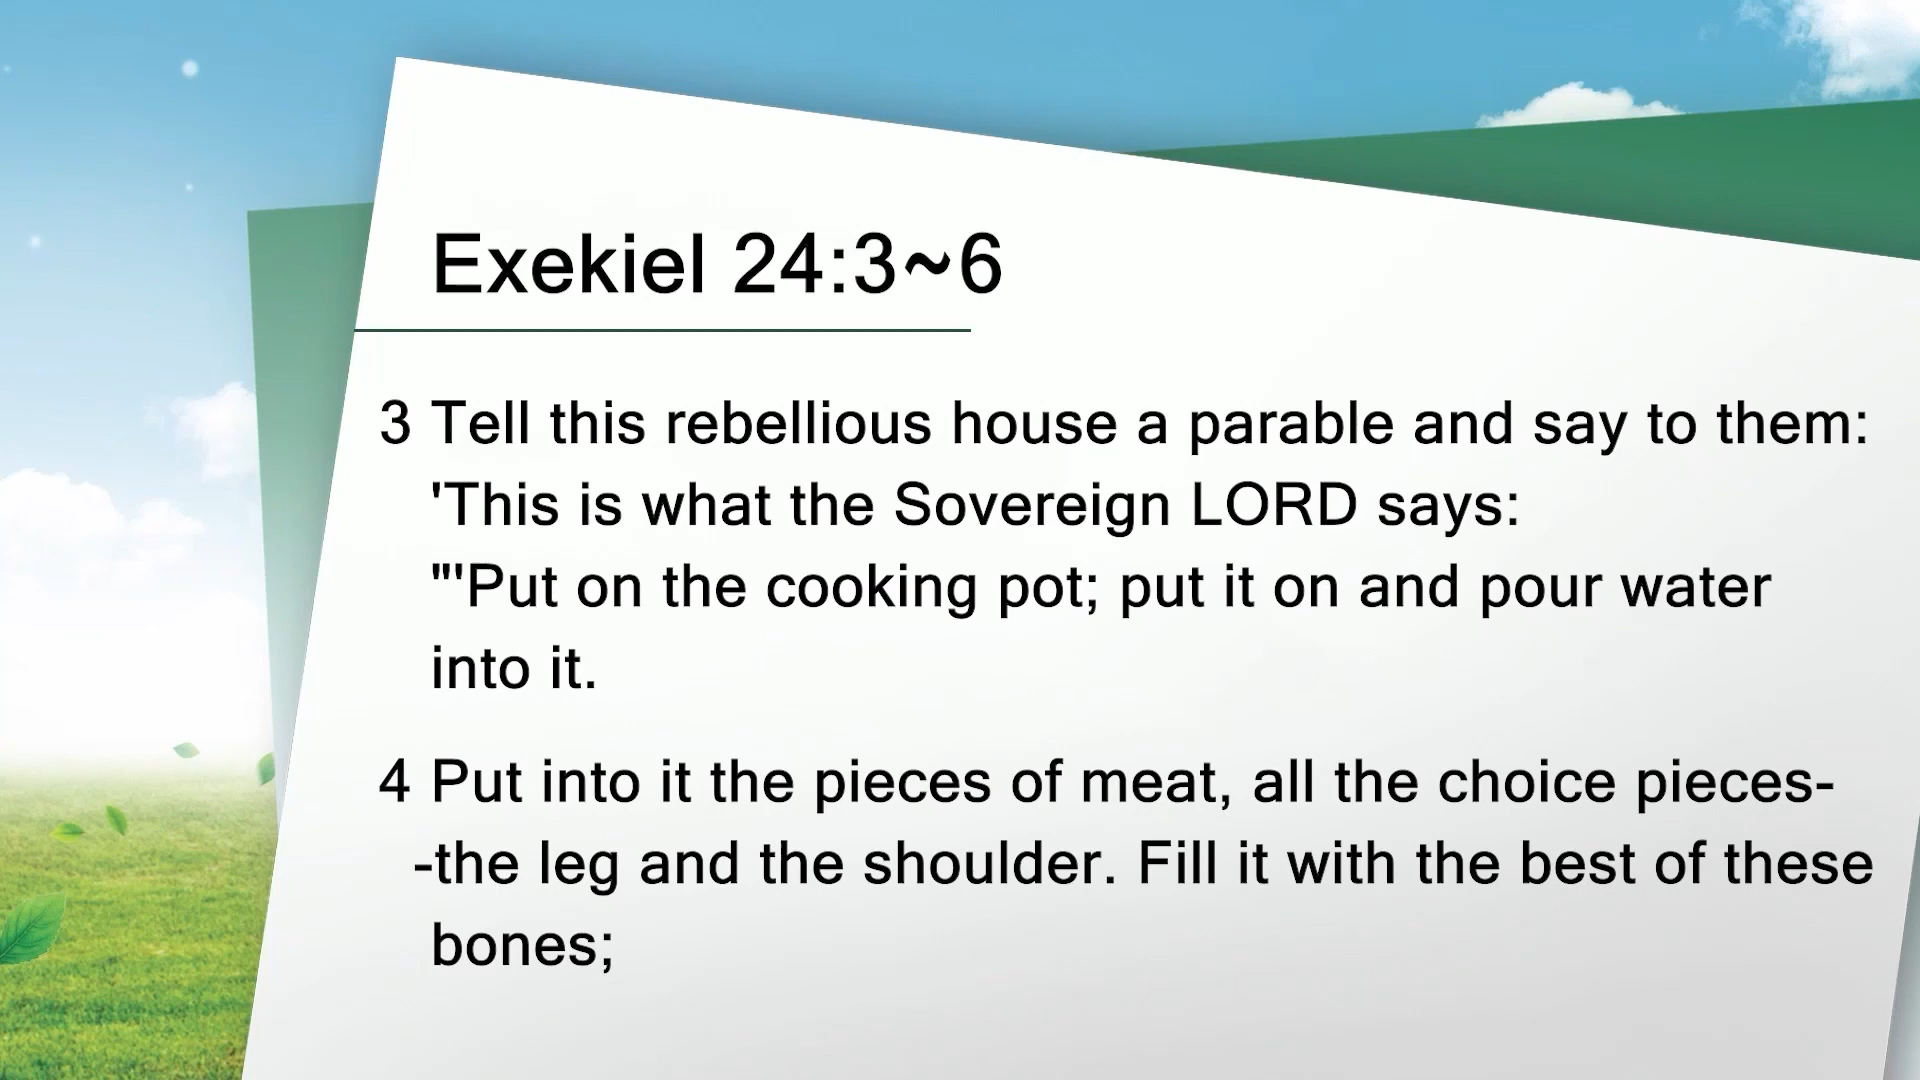 Exekiel 24:3~6
3 Tell this rebellious house a parable and say to them:
'This is what the Sovereign LORD says:
"'Put on the cooking pot; put it on and pour water
into it.
4 Put into it the pieces of meat, all the choice pieces-
-the leg and the shoulder. Fill it with the best of these
bones;